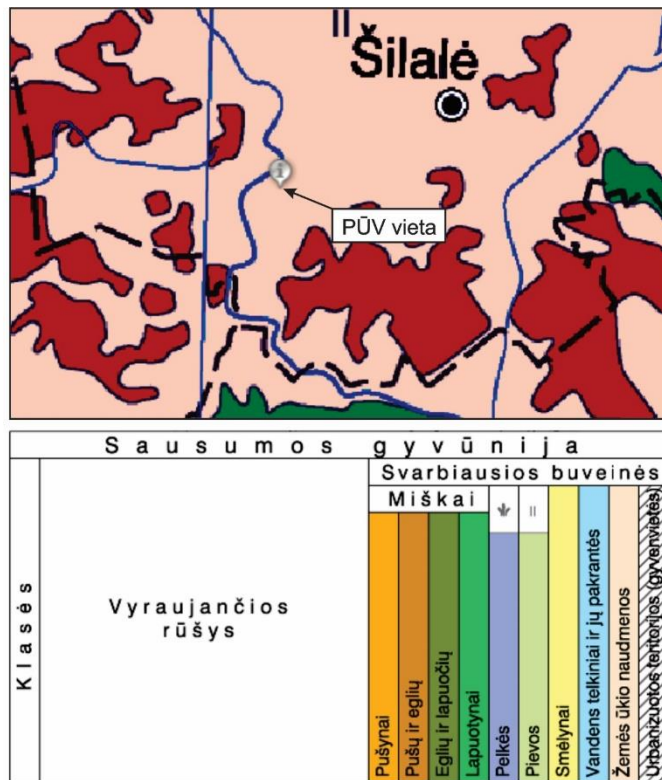 II
Šilalė
PŪV vieta
Sausumos gyvūnija
Klasės
Vyraujančios
rūšys
Svarbiausios buveinės
Miškai
Pušynai
Pušų ir eglių
Eglių ir lapuočių
Lapuotynai
Pelkės
Pievos
Smėlynai
Vandens telkiniai ir jų pakrantės
Žemės ūkio naudmenos
Urbanizuotos teritorijos (gyvenvietės)